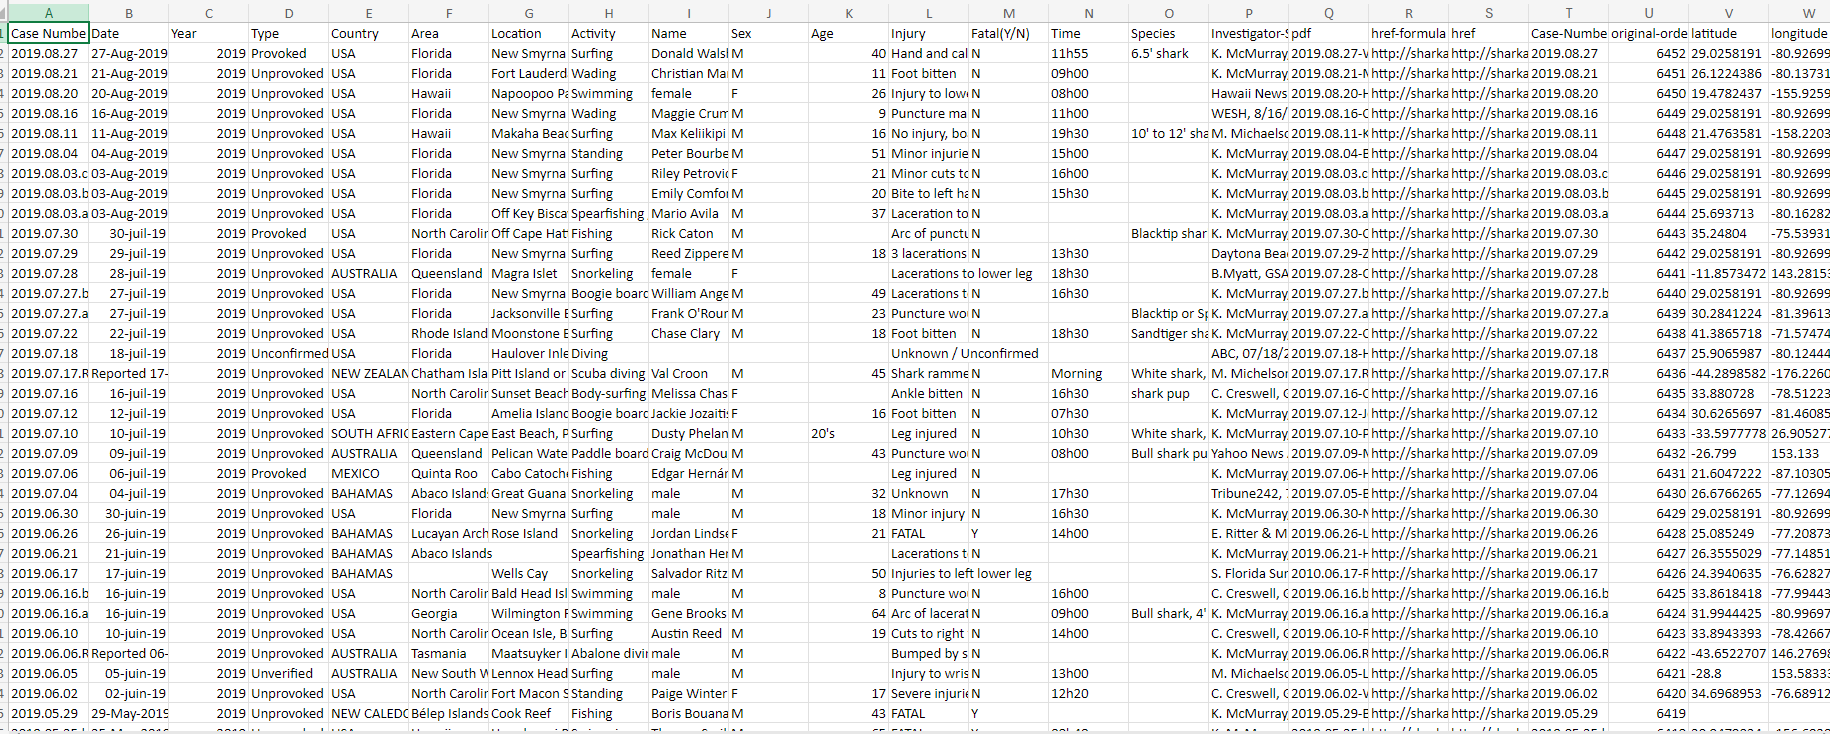 A B C D E F G H I J K L M N O P Q R S T U V W
Case Numbe Date Year Type Country Area Location Activity Name Sex Age Injury Fatal(Y/N) Time Species Investigator-S pdf href-formula href Case-Numbe original-orde latitude longitude
2019.08.27 27-Aug-2019 2019 Provoked USA Florida New Smyrna Surfing Donald Walsl M 40 Hand and cal N 11h55 6.5' shark K. McMurray 2019.08.27-V http://sharka http://sharka 2019.08.27 6452 29.0258191 -80.92699
2019.08.21 21-Aug-2019 2019 Unprovoked USA Florida Fort Lauderd Wading Christian Mar M 11 Foot bitten N 09h00 K. McMurray 2019.08.21-M http://sharka http://sharka 2019.08.21 6451 26.1224386 -80.13731
2019.08.20 20-Aug-2019 2019 Unprovoked USA Hawaii Napoopoo Pa Swimming female F 26 Injury to lowe N 08h00 Hawaii News 2019.08.20-H http://sharka http://sharka 2019.08.20 6450 19.4782437 -155.9259
2019.08.16 16-Aug-2019 2019 Unprovoked USA Florida New Smyrna Wading Maggie Crum M 9 Puncture ma N 11h00 WESH, 8/16/ 2019.08.16-C http://sharka http://sharka 2019.08.16 6449 29.0258191 -80.92699
2019.08.11 11-Aug-2019 2019 Unprovoked USA Hawaii Makaha Beac Surfing Max Keliikipi M 16 No injury, bo N 19h30 10' to 12' sha M. Michaelso 2019.08.11-K http://sharka http://sharka 2019.08.11 6448 21.4763581 -158.2203
2019.08.04 04-Aug-2019 2019 Unprovoked USA Florida New Smyrna Standing Peter Bourbe M 51 Minor injurie N 15h00 K. McMurray 2019.08.04-B http://sharka http://sharka 2019.08.04 6447 29.0258191 -80.92699
2019.08.03.c 03-Aug-2019 2019 Unprovoked USA Florida New Smyrna Surfing Riley Petrovic F 21 Minor cuts to N 16h00 K. McMurray 2019.08.03.c http://sharka http://sharka 2019.08.03.c 6446 29.0258191 -80.92699
2019.08.03.b 03-Aug-2019 2019 Unprovoked USA Florida New Smyrna Surfing Emily Comfor M 20 Bite to left ha N 15h30 K. McMurray 2019.08.03.b http://sharka http://sharka 2019.08.03.b 6445 29.0258191 -80.92699
2019.08.03.a 03-Aug-2019 2019 Unprovoked USA Florida Off Key Bisca Spearfishing Mario Avila M 37 Laceration to N K. McMurray 2019.08.03.a http://sharka http://sharka 2019.08.03.a 6444 25.693713 -80.16282
2019.07.30 30-juil-19 2019 Provoked USA North Carolin Off Cape Hat Fishing Rick Caton M Arc of punctu N Blacktip shar K. McMurray 2019.07.30-C http://sharka http://sharka 2019.07.30 6443 35.24804 -75.53931
2019.07.29 29-juil-19 2019 Unprovoked USA Florida New Smyrna Surfing Reed Zippere M 18 3 lacerations N 13h30 Daytona Beac 2019.07.29-Z http://sharka http://sharka 2019.07.29 6442 29.0258191 -80.92699
2019.07.28 28-juil-19 2019 Unprovoked AUSTRALIA Queensland Magra Islet Snorkeling female F Lacerations to lower leg 18h30 B.Myatt, GSA 2019.07.28-C http://sharka http://sharka 2019.07.28 6441 -11.8573472 143.28153
2019.07.27.b 27-juil-19 2019 Unprovoked USA Florida New Smyrna Boogie board William Ange M 49 Lacerations t N 16h30 K. McMurray 2019.07.27.b http://sharka http://sharka 2019.07.27.b 6440 29.0258191 -80.92699
2019.07.27.a 27-juil-19 2019 Unprovoked USA Florida Jacksonville B Surfing Frank O'Rour M 23 Puncture wo N Blacktip or Sp K. McMurray 2019.07.27.a http://sharka http://sharka 2019.07.27.a 6439 30.2841224 -81.39613
2019.07.22 22-juil-19 2019 Unprovoked USA Rhode Island Moonstone B Surfing Chase Clary M 18 Foot bitten N 18h30 Sandtiger sha K. McMurray 2019.07.22-C http://sharka http://sharka 2019.07.22 6438 41.3865718 -71.57474
2019.07.18 18-juil-19 2019 Unconfirmed USA Florida Haulover Inle Diving Unknown / Unconfirmed ABC, 07/18/2 2019.07.18-H http://sharka http://sharka 2019.07.18 6437 25.9065987 -80.12444
2019.07.17.R Reported 17- 2019 Unprovoked NEW ZEALAN Chatham Isla Pitt Island or Scuba diving Val Croon M 45 Shark ramme N Morning White shark, M. Michelson 2019.07.17.R http://sharka http://sharka 2019.07.17.R 6436 -44.2898582 -176.2260
2019.07.16 16-juil-19 2019 Unprovoked USA North Carolin Sunset Beach Body-surfing Melissa Chas F Ankle bitten N 16h30 shark pup C. Creswell, G 2019.07.16-C http://sharka http://sharka 2019.07.16 6435 33.880728 -78.51223
2019.07.12 12-juil-19 2019 Unprovoked USA Florida Amelia Island Boogie board Jackie Jozaiti F 16 Foot bitten N 07h30 K. McMurray 2019.07.12-J http://sharka http://sharka 2019.07.12 6434 30.6265697 -81.46085
2019.07.10 10-juil-19 2019 Unprovoked SOUTH AFRIC Eastern Cape East Beach, P Surfing Dusty Phelan M 20's Leg injured N 10h30 White shark, K. McMurray 2019.07.10-P http://sharka http://sharka 2019.07.10 6433 -33.5977778 26.905277
2019.07.09 09-juil-19 2019 Unprovoked AUSTRALIA Queensland Pelican Wate Paddle board Craig McDou M 43 Puncture wo N 08h00 Bull shark pu Yahoo News 2019.07.09-M http://sharka http://sharka 2019.07.09 6432 -26.799 153.133
2019.07.06 06-juil-19 2019 Provoked MEXICO Quinta Roo Cabo Catoch Fishing Edgar Hernár M Leg injured N K. McMurray 2019.07.06-H http://sharka http://sharka 2019.07.06 6431 21.6047222 -87.10305
2019.07.04 04-juil-19 2019 Unprovoked BAHAMAS Abaco Islands Great Guana Snorkeling male M 32 Unknown N 17h30 Tribune242, 2019.07.05-E http://sharka http://sharka 2019.07.04 6430 26.6766265 -77.12694
2019.06.30 30-juin-19 2019 Unprovoked USA Florida New Smyrna Surfing male M 18 Minor injury N 16h30 K. McMurray 2019.06.30-N http://sharka http://sharka 2019.06.30 6429 29.0258191 -80.92699
2019.06.26 26-juin-19 2019 Unprovoked BAHAMAS Lucayan Arch Rose Island Snorkeling Jordan Lindse F 21 FATAL Y 14h00 E. Ritter & M 2019.06.26-L http://sharka http://sharka 2019.06.26 6428 25.085249 -77.20873
2019.06.21 21-juin-19 2019 Unprovoked BAHAMAS Abaco Islands Spearfishing Jonathan Her M Lacerations t N K. McMurray 2019.06.21-H http://sharka http://sharka 2019.06.21 6427 26.3555029 -77.14851
2019.06.17 17-juin-19 2019 Unprovoked BAHAMAS Wells Cay Snorkeling Salvador Ritz M 50 Injuries to left lower leg S. Florida Sun 2010.06.17-R http://sharka http://sharka 2019.06.17 6426 24.3940635 -76.62827
2019.06.16.b 16-juin-19 2019 Unprovoked USA North Carolin Bald Head Isl Swimming male M 8 Puncture wo N 16h00 C. Creswell, G 2019.06.16.b http://sharka http://sharka 2019.06.16.b 6425 33.8618418 -77.99443
2019.06.16.a 16-juin-19 2019 Unprovoked USA Georgia Wilmington R Swimming Gene Brooks M 64 Arc of lacerat N 09h00 Bull shark, 4' K. McMurray 2019.06.16.a http://sharka http://sharka 2019.06.16.a 6424 31.9944425 -80.99697
2019.06.10 10-juin-19 2019 Unprovoked USA North Carolin Ocean Isle, B Surfing Austin Reed M 19 Cuts to right N 14h00 C. Creswell, G 2019.06.10-R http://sharka http://sharka 2019.06.10 6423 33.8943393 -78.42667
2019.06.06.R Reported 06- 2019 Unprovoked AUSTRALIA Tasmania Maatsuyker I Abalone divin male M Bumped by s N K. McMurray 2019.06.06.R http://sharka http://sharka 2019.06.06.R 6422 -43.6522707 146.27698
2019.06.05 05-juin-19 2019 Unverified AUSTRALIA New South W Lennox Head Surfing male M Injury to wris N 13h00 M. Michaelso 2019.06.05-L http://sharka http://sharka 2019.06.05 6421 -28.8 153.58333
2019.06.02 02-juin-19 2019 Unprovoked USA North Carolin Fort Macon S Standing Paige Winter F 17 Severe injurie N 12h20 C. Creswell, G 2019.06.02-W http://sharka http://sharka 2019.06.02 6420 34.6968953 -76.68912
2019.05.29 29-May-2019 2019 Unprovoked NEW CALEDO Bélep Islands Cook Reef Fishing Boris Bouana M 43 FATAL Y K. McMurray 2019.05.29-B http://sharka http://sharka 2019.05.29 6419